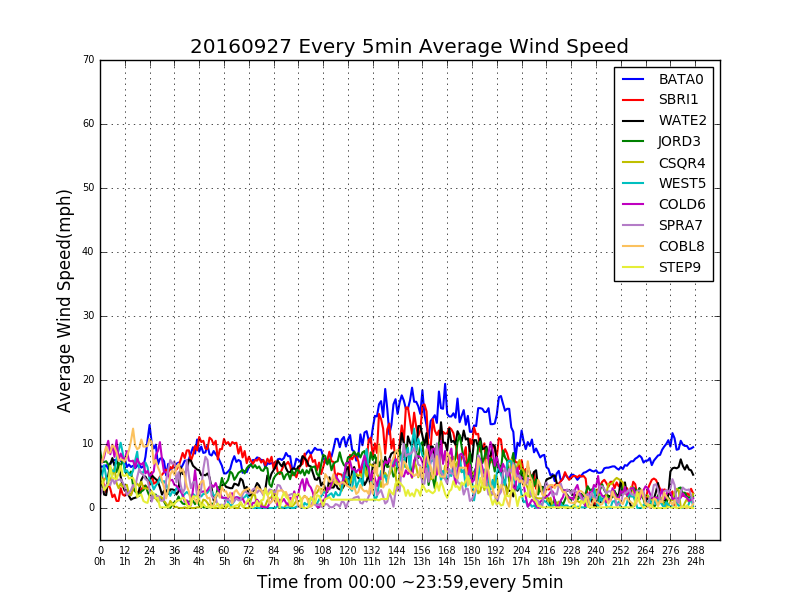 20160927 Every 5min Average Wind Speed
70
60
50
40
30
20
10
0
Average Wind Speed(mph)
BATA0
SBRI1
WATE2
JORD3
CSQR4
WEST5
COLD6
SPRA7
COBL8
STEP9
0 12 24 36 48 60 72 84 96 108 120 132 144 156 168 180 192 204 216 228 240 252 264 276 288
0h 1h 2h 3h 4h 5h 6h 7h 8h 9h 10h 11h 12h 13h 14h 15h 16h 17h 18h 19h 20h 21h 22h 23h 24h
Time from 00:00 ~23:59,every 5min